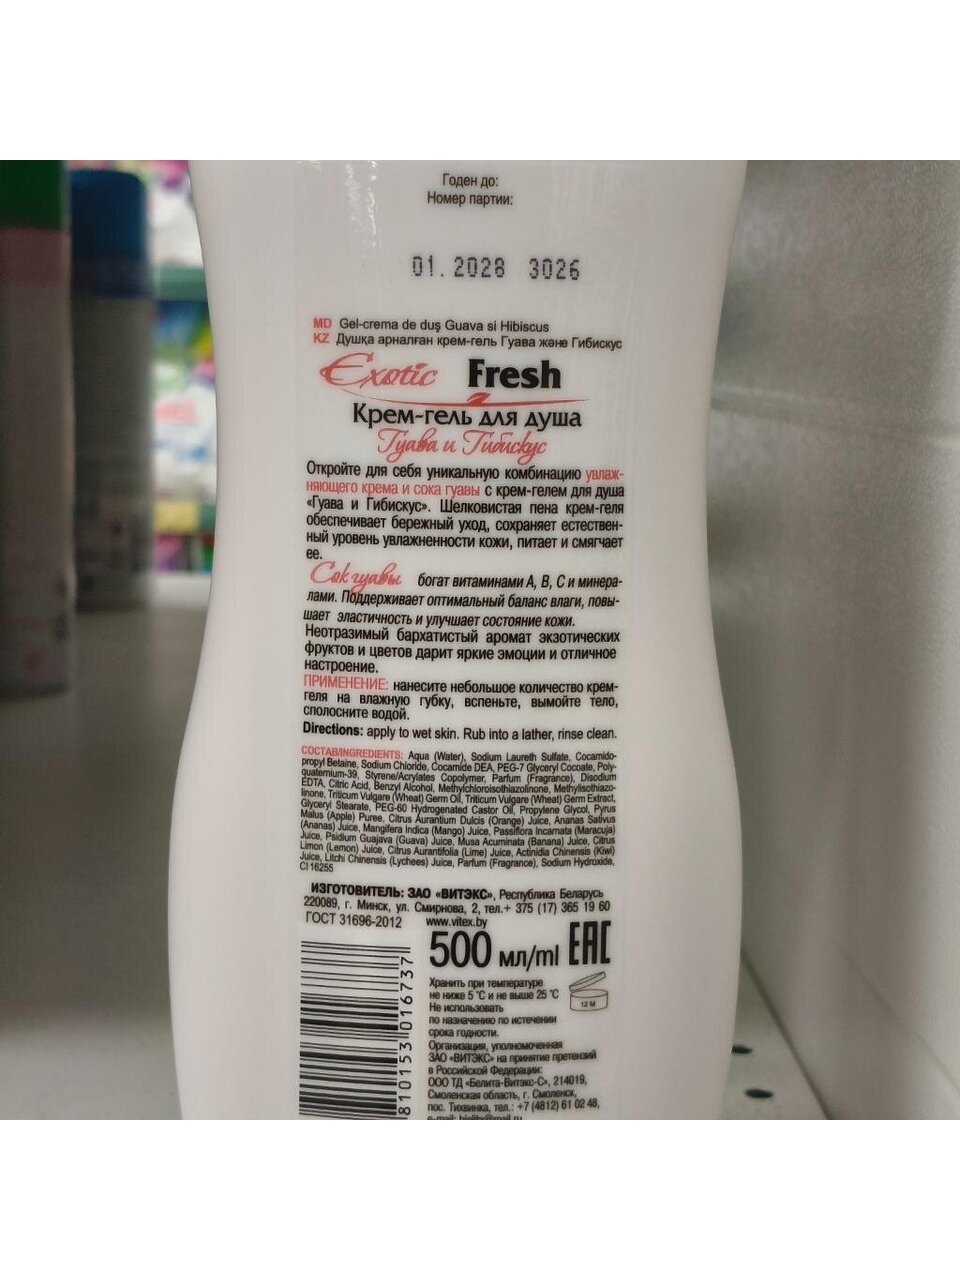 Годен до:
Номер партии:
01.2028 3026
MD Gel-crema de duş Guava si Hibiscus
KZ Душқа арналған крем-гель Гуава және Гибискус
Exotic Fresh
Крем-гель для душа
Гуава и Гибискус
Откройте для себя уникальную комбинацию увлаж-
няющего крема и сока гуавы с крем-гелем для душа
«Гуава и Гибискус». Шелковистая пена крем-геля
обеспечивает бережный уход, сохраняет естествен-
ный уровень увлажненности кожи, питает и смягчает
ее.
Сок гуавы богат витаминами А, В, С и минера-
лами. Поддерживает оптимальный баланс влаги, повы-
шает эластичность и улучшает состояние кожи.
Неотразимый бархатистый аромат экзотических
фруктов и цветов дарит яркие эмоции и отличное
настроение.
ПРИМЕНЕНИЕ: нанесите небольшое количество крем-
геля на влажную губку, вспеньте, вымойте тело,
сполосните водой.
Directions: apply to wet skin. Rub into a lather, rinse clean.
СОСТАВ/INGREDIENTS: Aqua (Water), Sodium Laureth Sulfate, Cocamido-
propyl Betaine, Sodium Chloride, Cocamide DEA, PEG-7 Glyceryl Cocoate, Poly-
quaternium-39, Styrene/Acrylates Copolymer, Parfum (Fragrance), Disodium
EDTA, Citric Acid, Benzyl Alcohol, Methylchloroisothiazolinone, Methylisothiazo-
linone, Triticum Vulgare (Wheat) Germ Oil, Triticum Vulgare (Wheat) Germ Extract,
Glyceryl Stearate, PEG-60 Hydrogenated Castor Oil, Propylene Glycol, Pyrus
Malus (Apple) Puree, Citrus Aurantium Dulcis (Orange) Juice, Ananas Sativus
(Ananas) Juice, Mangifera Indica (Mango) Juice, Passiflora Incarnata (Maracuja)
Juice, Psidium Guajava (Guava) Juice, Musa Acuminata (Banana) Juice, Citrus
Limon (Lemon) Juice, Citrus Aurantifolia (Lime) Juice, Actinidia Chinensis (Kiwi)
Juice, Litchi Chinensis (Lychees) Juice, Parfum (Fragrance), Sodium Hydroxide,
CI 16255
ИЗГОТОВИТЕЛЬ: ЗАО «ВИТЭКС», Республика Беларусь
220089, г. Минск, ул. Смирнова, 2, тел.+ 375 (17) 365 19 60
ГОСТ 31696-2012 www.vitex.by
500 мл/ml EAC
Хранить при температуре
не ниже 5 °С и не выше 25 °С
12 M
Не использовать
по назначению по истечении
срока годности.
Организация, уполномоченная
ЗАО «ВИТЭКС» на принятие претензий
в Российской Федерации:
ООО ТД «Белита-Витэкс-С», 214019,
Смоленская область, г. Смоленск,
пос. Тихвинка, тел.: +7 (4812) 61 02 48,
810153 016737